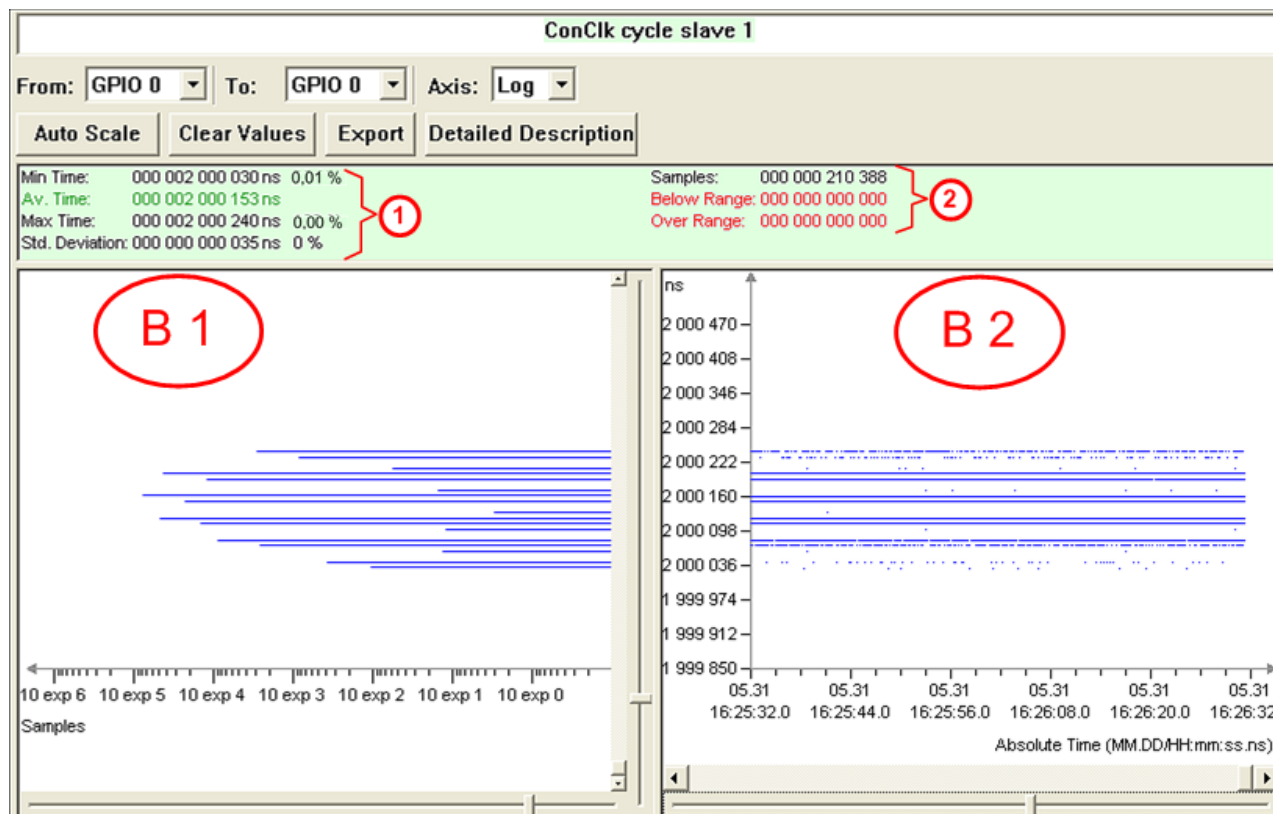 ConClk cycle slave 1
From: GPIO 0 To: GPIO 0 Axis: Log
Auto Scale Clear Values Export Detailed Description
Min Time: 000 002 000 030 ns 0,01 %
Av. Time: 000 002 000 153 ns
Max Time: 000 002 000 240 ns 0,00 %
Std. Deviation: 000 000 000 035 ns 0 %
1
Samples: 000 000 210 388
Below Range: 000 000 000 000
Over Range: 000 000 000 000
2
B 1
10 exp 6 10 exp 5 10 exp 4 10 exp 3 10 exp 2 10 exp 1 10 exp 0
Samples
B 2
ns
2 000 470
2 000 408
2 000 346
2 000 284
2 000 222
2 000 160
2 000 098
2 000 036
1 999 974
1 999 912
1 999 850
05.31 05.31 05.31 05.31 05.31 05.31
16:25:32.0 16:25:44.0 16:25:56.0 16:26:08.0 16:26:20.0 16:26:32
Absolute Time (MM.DD/HH:mm:ss.ns)